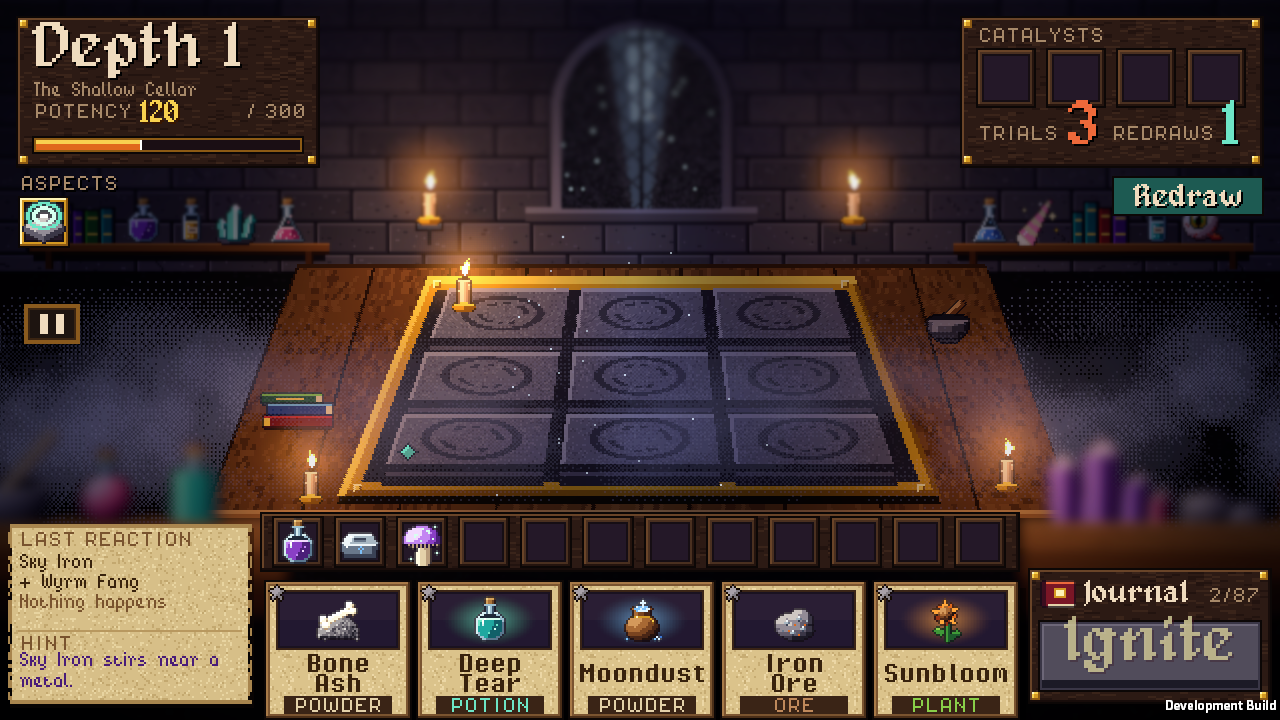 Depth 1
The Shallow Cellar
POTENCY 120 / 300
ASPECTS
CATALYSTS
TRIALS 3 REDRAWS 1
Redraw
LAST REACTION
Sky Iron
+ Wyrm Fang
Nothing happens
HINT
Sky Iron stirs near a
metal.
Bone
Ash
POWDER
Deep
Tear
POTION
Moondust
POWDER
Iron
Ore
ORE
Sunbloom
PLANT
Journal 2/87
Ignite
Development Build